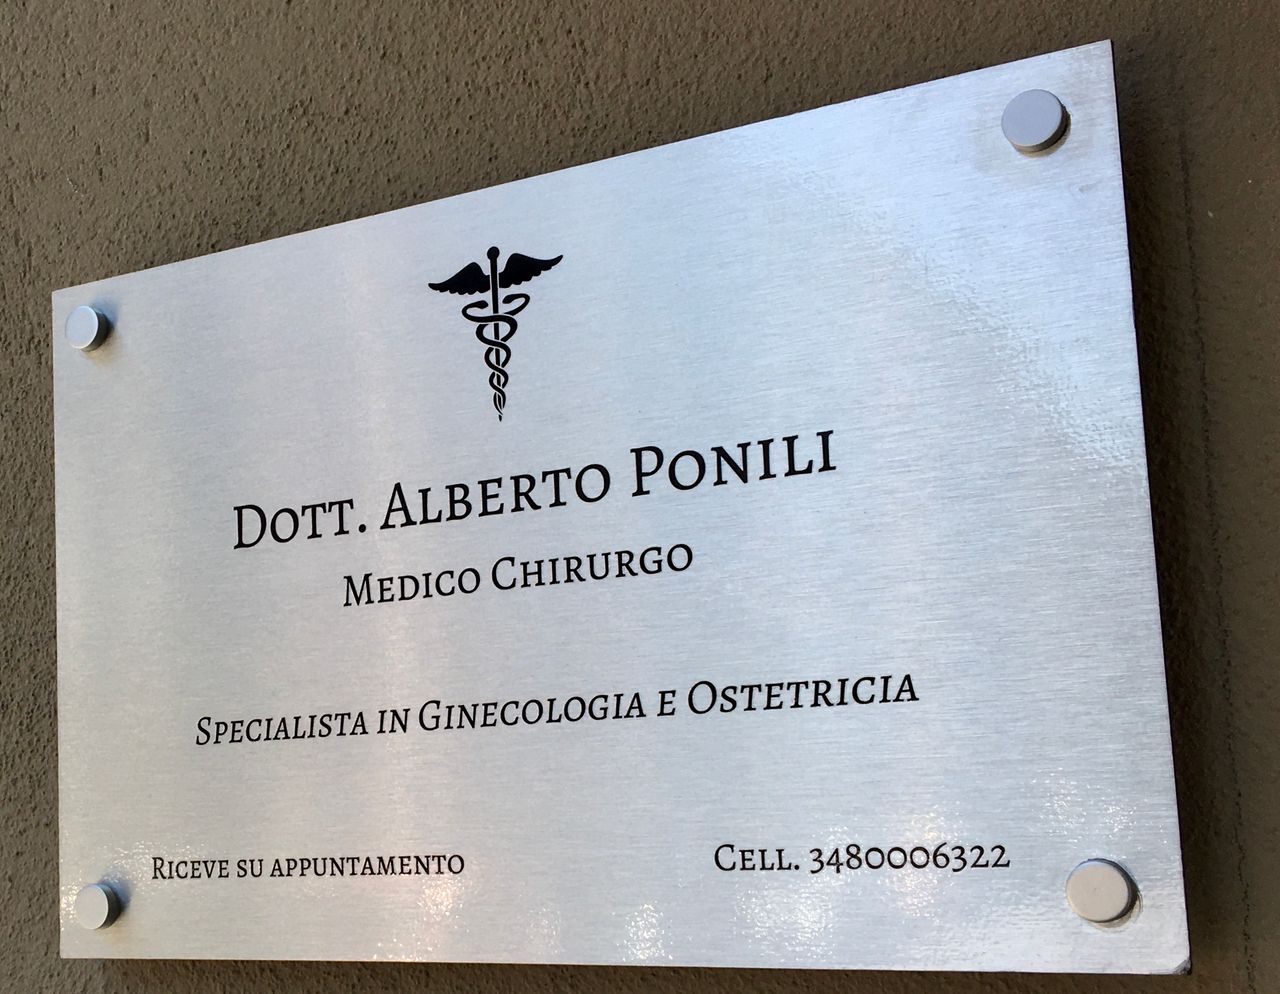 Dott. Alberto Ponili
Medico Chirurgo
Specialista in Ginecologia e Ostetricia
Riceve su appuntamento
Cell. 3480006322